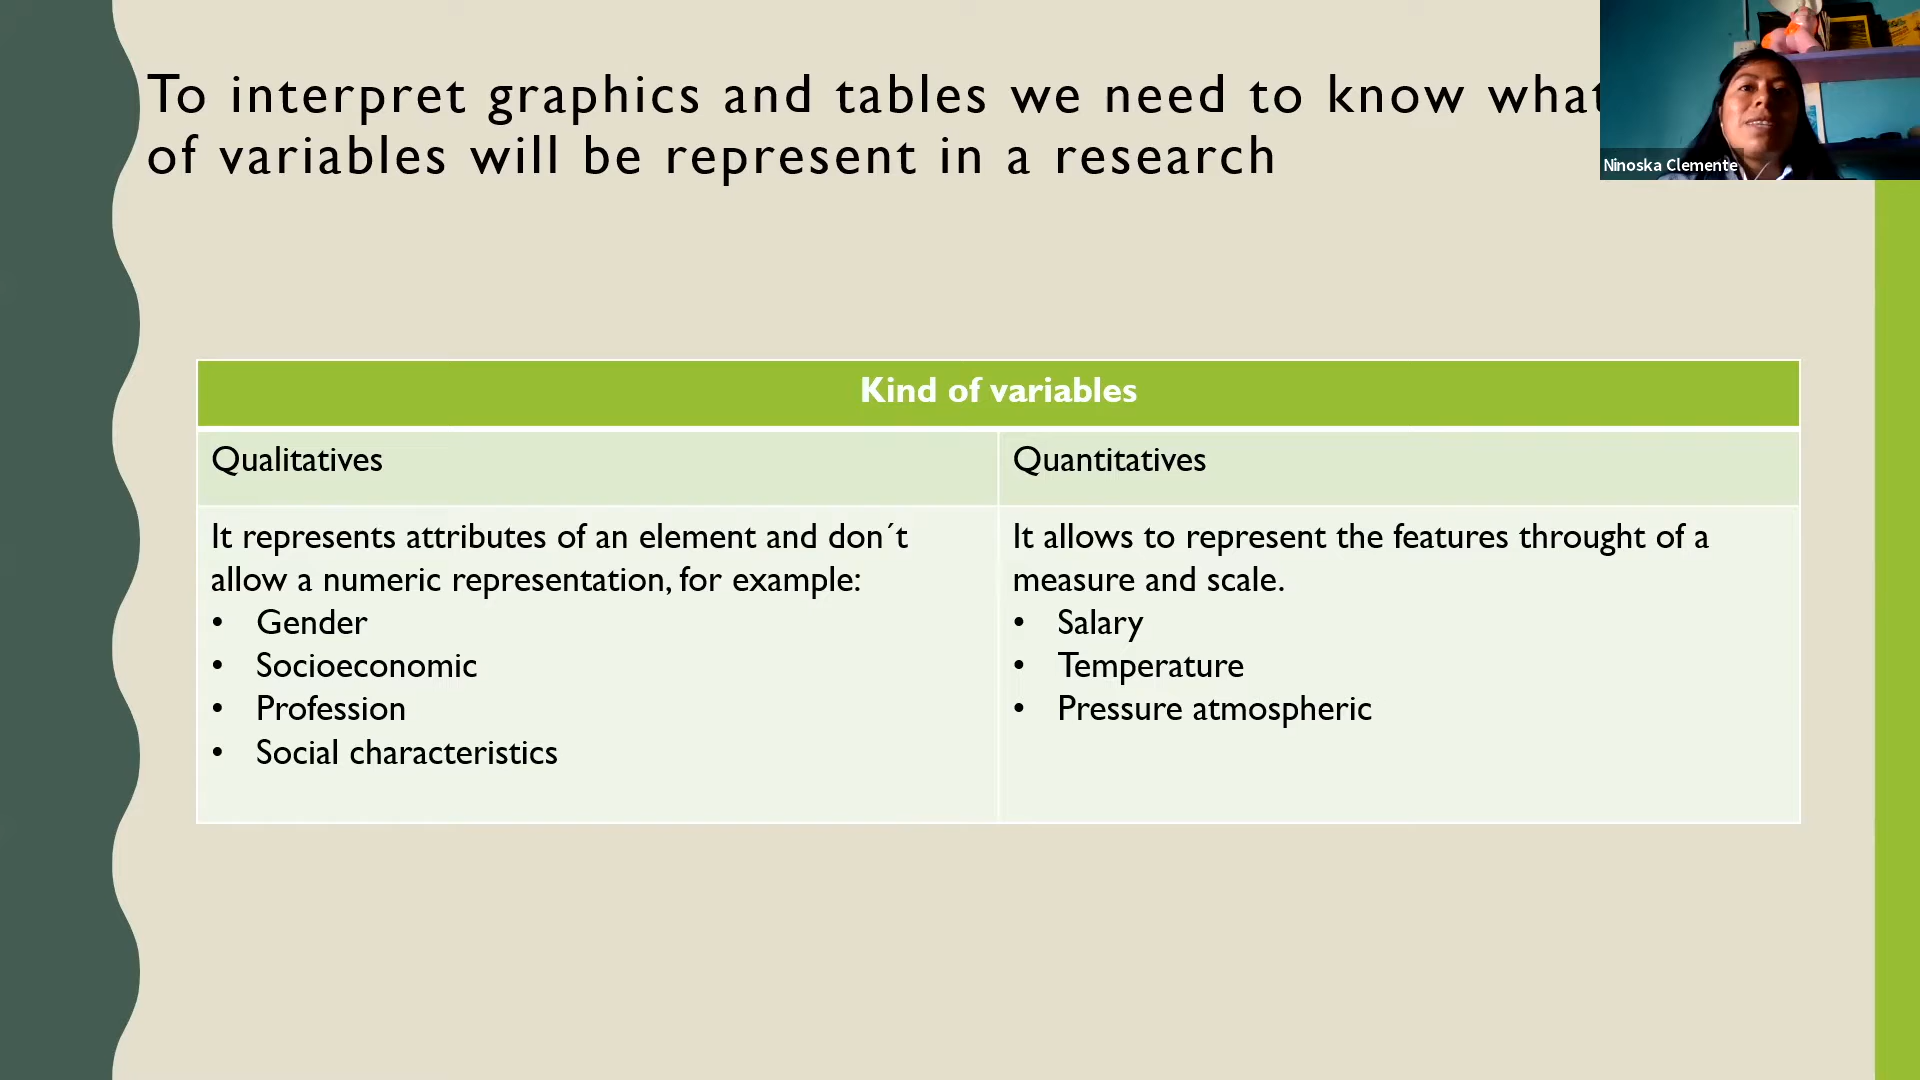 To interpret graphics and tables we need to know what
of variables will be represent in a research
Ninoska Clemente
Kind of variables
Qualitatives
Quantitatives
It represents attributes of an element and don´t
allow a numeric representation, for example:
• Gender
• Socioeconomic
• Profession
• Social characteristics
It allows to represent the features throught of a
measure and scale.
• Salary
• Temperature
• Pressure atmospheric